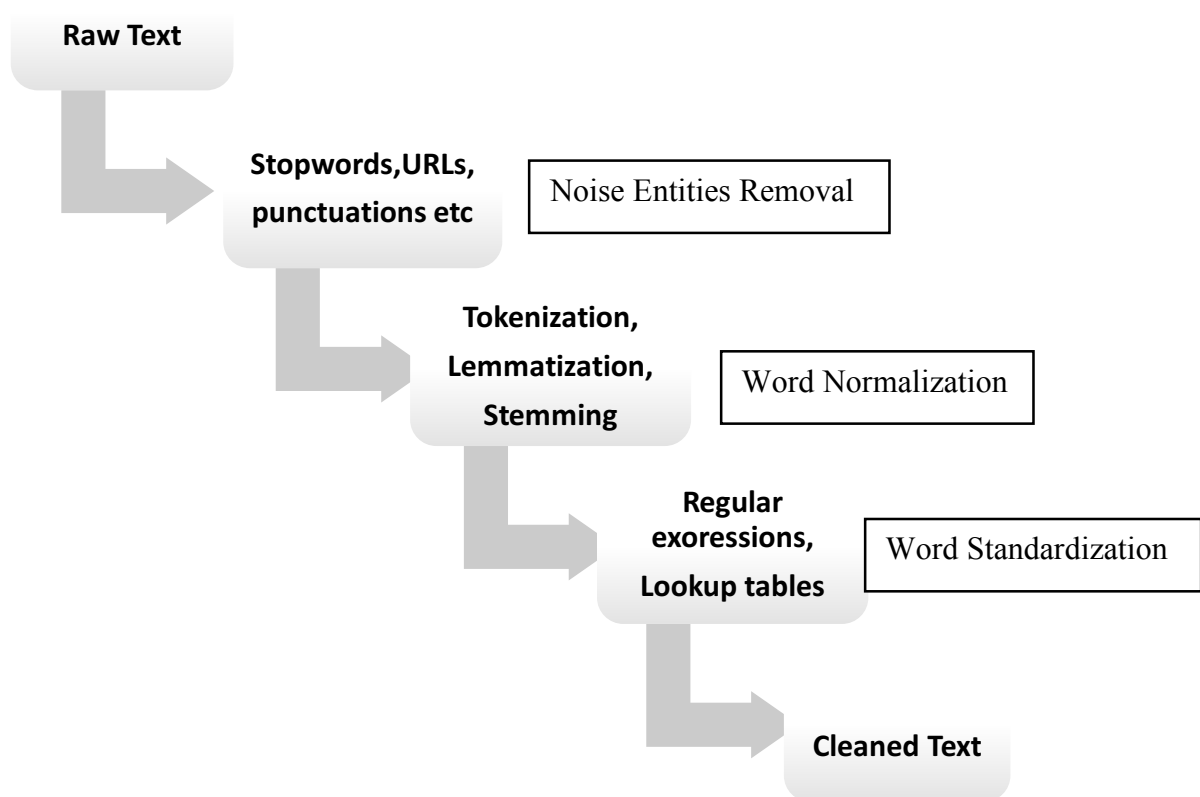 Raw Text
Stopwords,URLs,
punctuations etc
Noise Entities Removal
Tokenization,
Lemmatization,
Stemming
Word Normalization
Regular
exoressions,
Lookup tables
Word Standardization
Cleaned Text